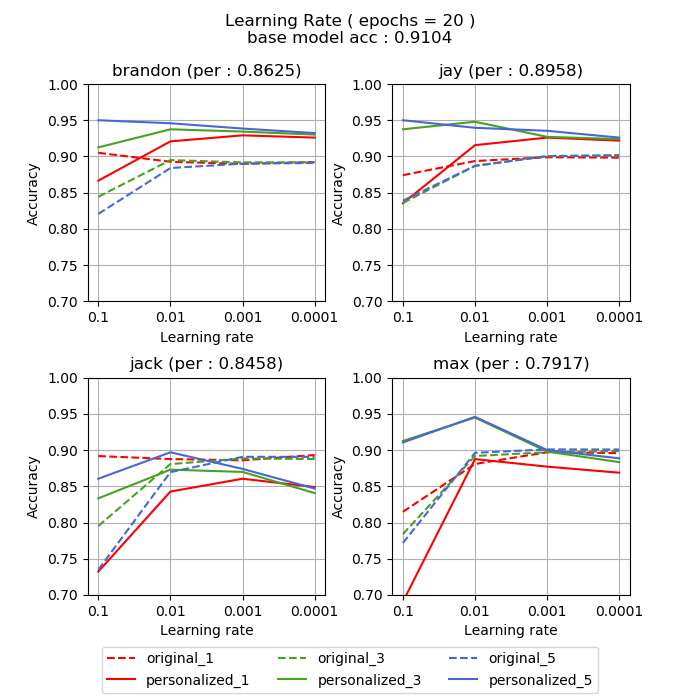 Learning Rate ( epochs = 20 )
base model acc : 0.9104
brandon (per : 0.8625)
1.00
0.95
0.90
0.85
0.80
0.75
0.70
Accuracy
0.1 0.01 0.001 0.0001
Learning rate
jay (per : 0.8958)
1.00
0.95
0.90
0.85
0.80
0.75
0.70
Accuracy
0.1 0.01 0.001 0.0001
Learning rate
jack (per : 0.8458)
1.00
0.95
0.90
0.85
0.80
0.75
0.70
Accuracy
0.1 0.01 0.001 0.0001
Learning rate
max (per : 0.7917)
1.00
0.95
0.90
0.85
0.80
0.75
0.70
Accuracy
0.1 0.01 0.001 0.0001
Learning rate
original_1 original_3 original_5
personalized_1 personalized_3 personalized_5